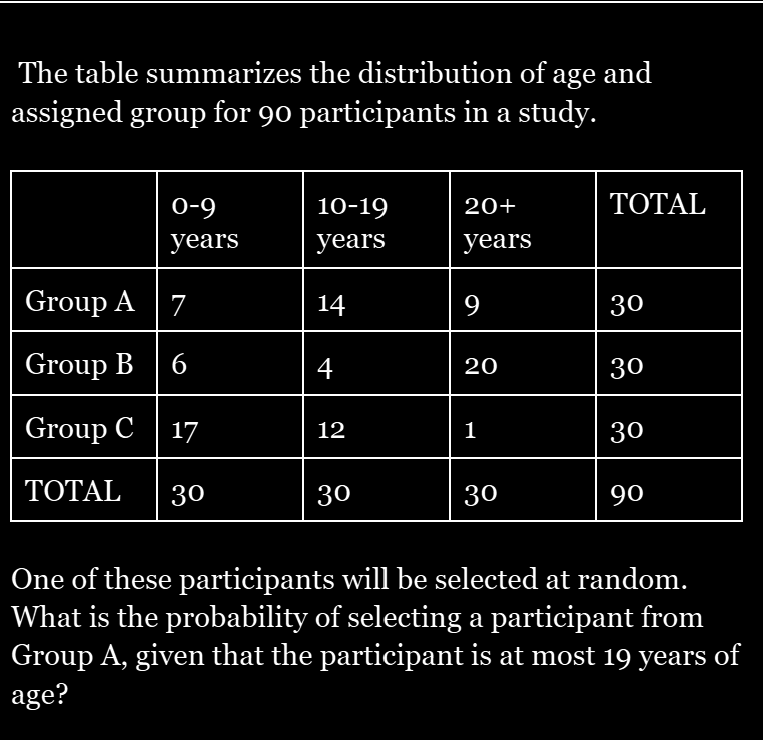 The table summarizes the distribution of age and
assigned group for 90 participants in a study.
0-9 years 10-19 years 20+ years TOTAL
Group A 7 14 9 30
Group B 6 4 20 30
Group C 17 12 1 30
TOTAL 30 30 30 90
One of these participants will be selected at random.
What is the probability of selecting a participant from
Group A, given that the participant is at most 19 years of
age?